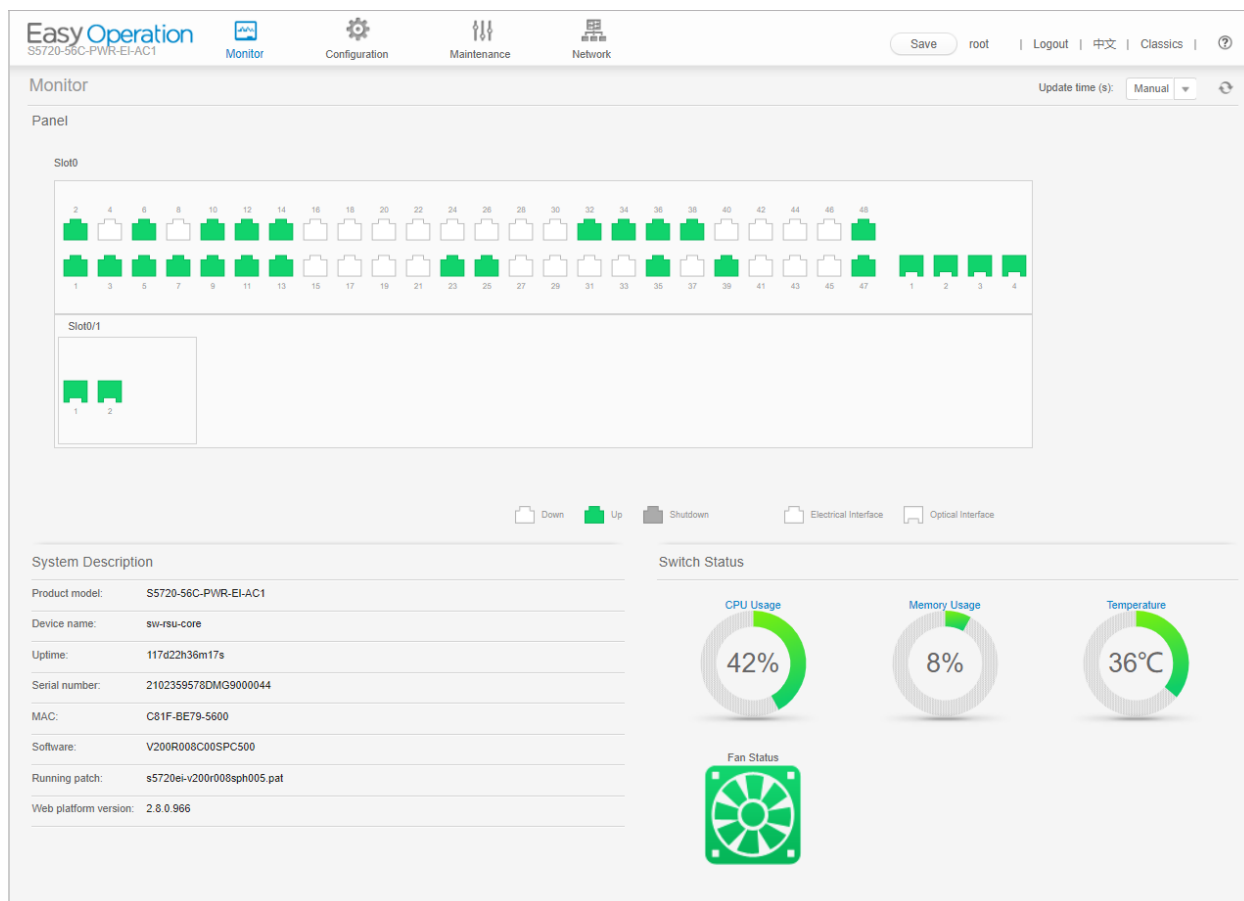 Easy Operation
S5720-56C-PWR-EI-AC1
Monitor Configuration Maintenance Network
Save root | Logout | 中文 | Classics |
Monitor
Update time (s): Manual
Panel
Slot0
2 4 6 8 10 12 14 16 18 20 22 24 26 28 30 32 34 36 38 40 42 44 46 48
1 3 5 7 9 11 13 15 17 19 21 23 25 27 29 31 33 35 37 39 41 43 45 47 1 2 3 4
Slot0/1
1 2
Down Up Shutdown Electrical Interface Optical Interface
System Description
Product model: S5720-56C-PWR-EI-AC1
Device name: sw-rsu-core
Uptime: 117d22h36m17s
Serial number: 2102359578DMG9000044
MAC: C81F-BE79-5600
Software: V200R008C00SPC500
Running patch: s5720ei-v200r008sph005.pat
Web platform version: 2.8.0.966
Switch Status
CPU Usage Memory Usage Temperature
42% 8% 36℃
Fan Status